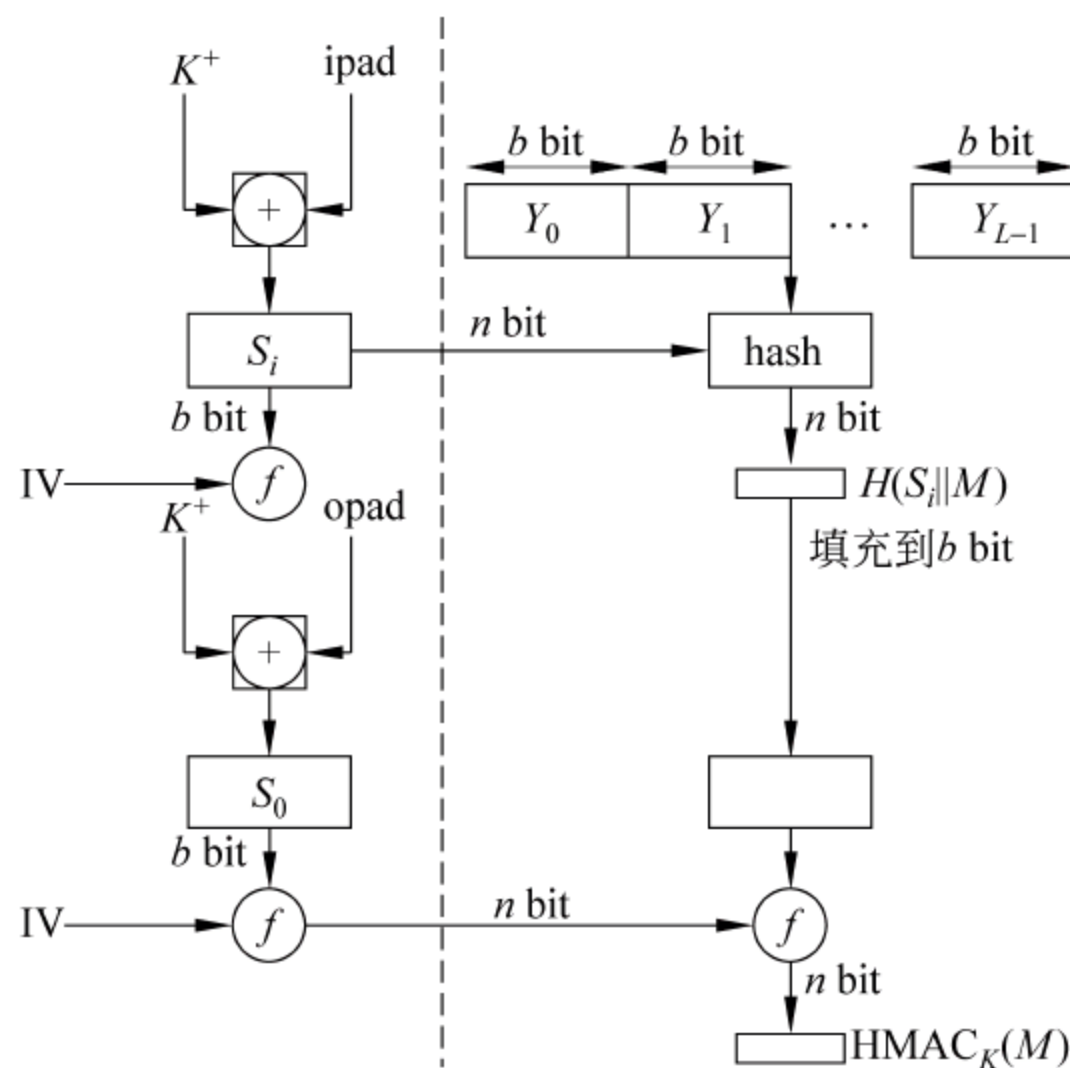 K⁺ ipad
b bit b bit b bit
+
Y₀ Y₁ … Y_{L−1}
n bit
S_i hash
b bit n bit
IV f H(S_i||M)
K⁺ opad
填充到b bit
+
S₀
b bit
n bit
IV f f
n bit
HMAC_K(M)